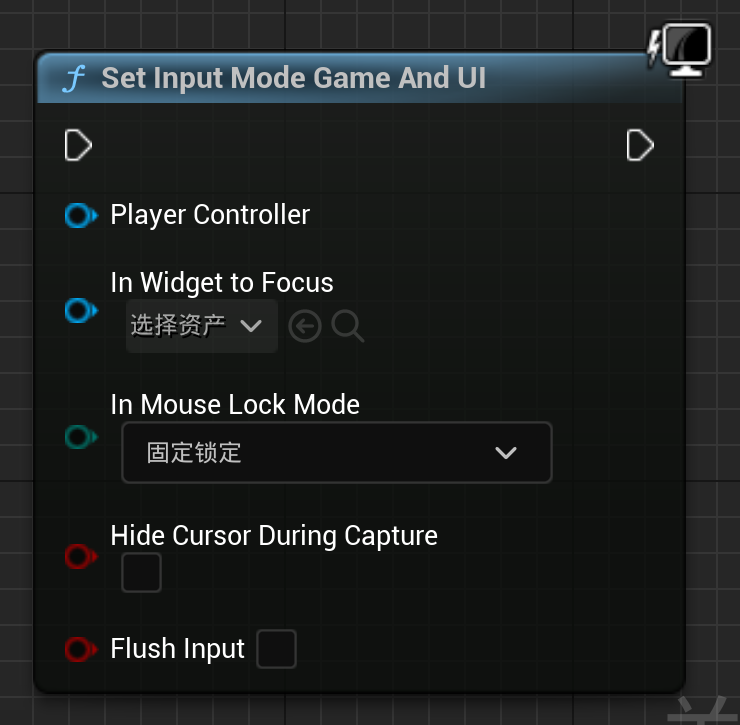 f Set Input Mode Game And UI
Player Controller
In Widget to Focus
选择资产
In Mouse Lock Mode
固定锁定
Hide Cursor During Capture
Flush Input